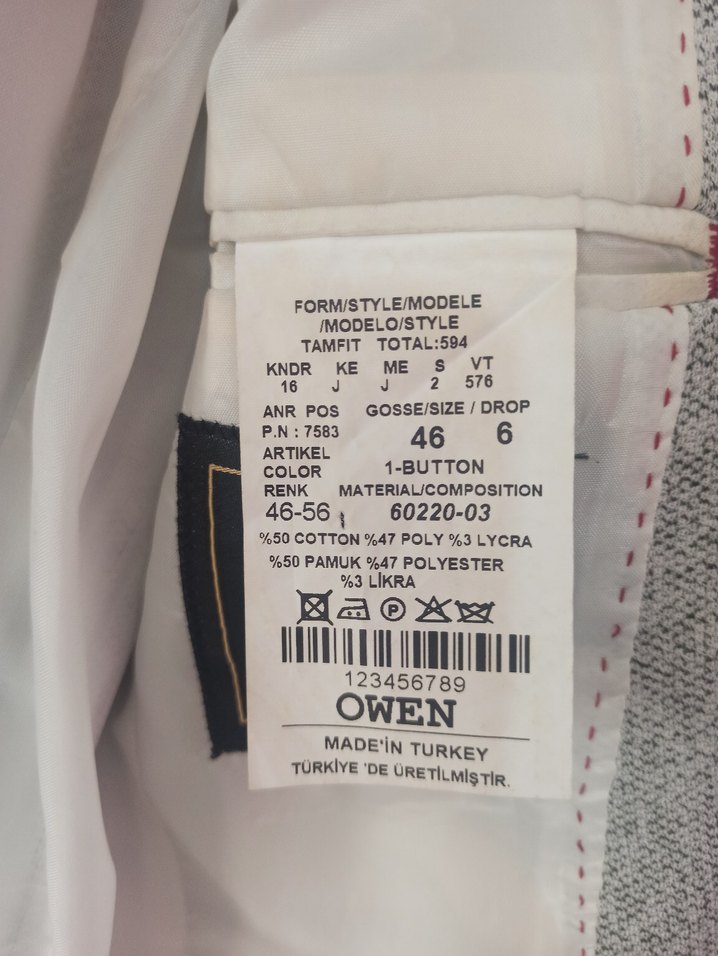 FORM/STYLE/MODELE
/MODELO/STYLE
TAMFIT TOTAL:594
KNDR KE ME S VT
16 J J 2 576
ANR POS GOSSE/SIZE / DROP
P.N : 7583 46 6
ARTIKEL
COLOR 1-BUTTON
RENK MATERIAL/COMPOSITION
46-56 60220-03
%50 COTTON %47 POLY %3 LYCRA
%50 PAMUK %47 POLYESTER
%3 LİKRA
P
123456789
OWEN
MADE'İN TURKEY
TÜRKİYE 'DE ÜRETİLMİŞTİR.